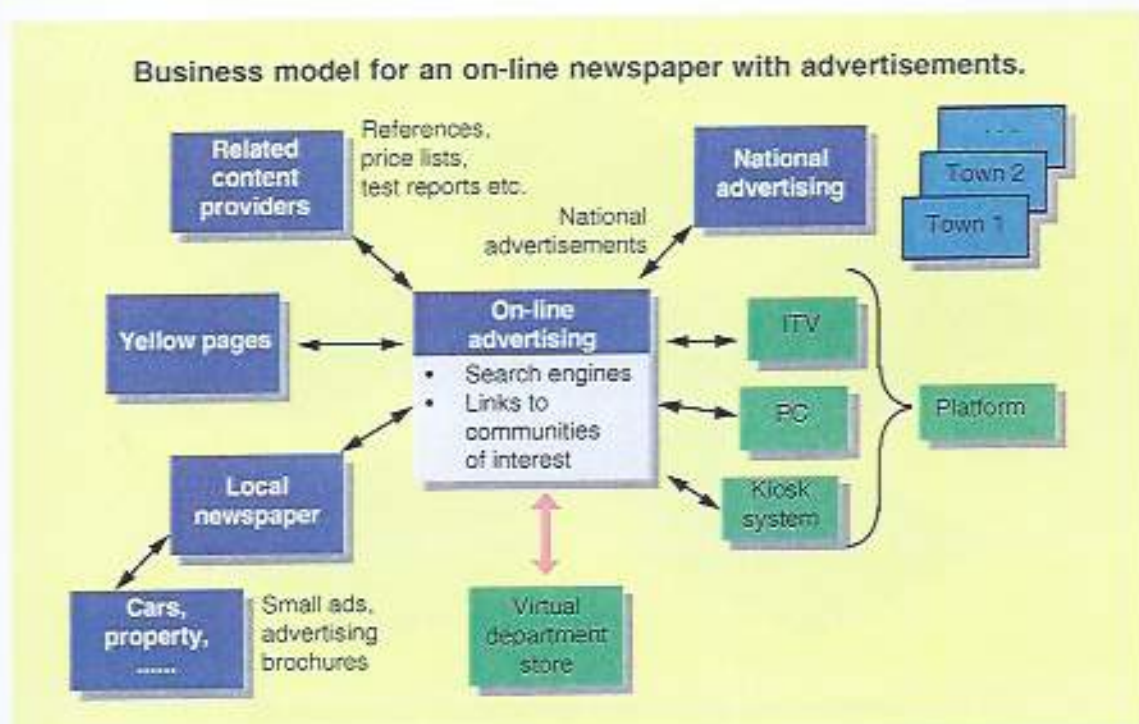 Business model for an on-line newspaper with advertisements.
Related
content
providers
References,
price lists,
test reports etc.
National
advertising
National
advertisements
. . .
Town 2
Town 1
Yellow pages
On-line
advertising
• Search engines
• Links to
communities
of interest
ITV
PC
Kiosk
system
Platform
Local
newspaper
Cars,
property,
......
Small ads,
advertising
brochures
Virtual
department
store